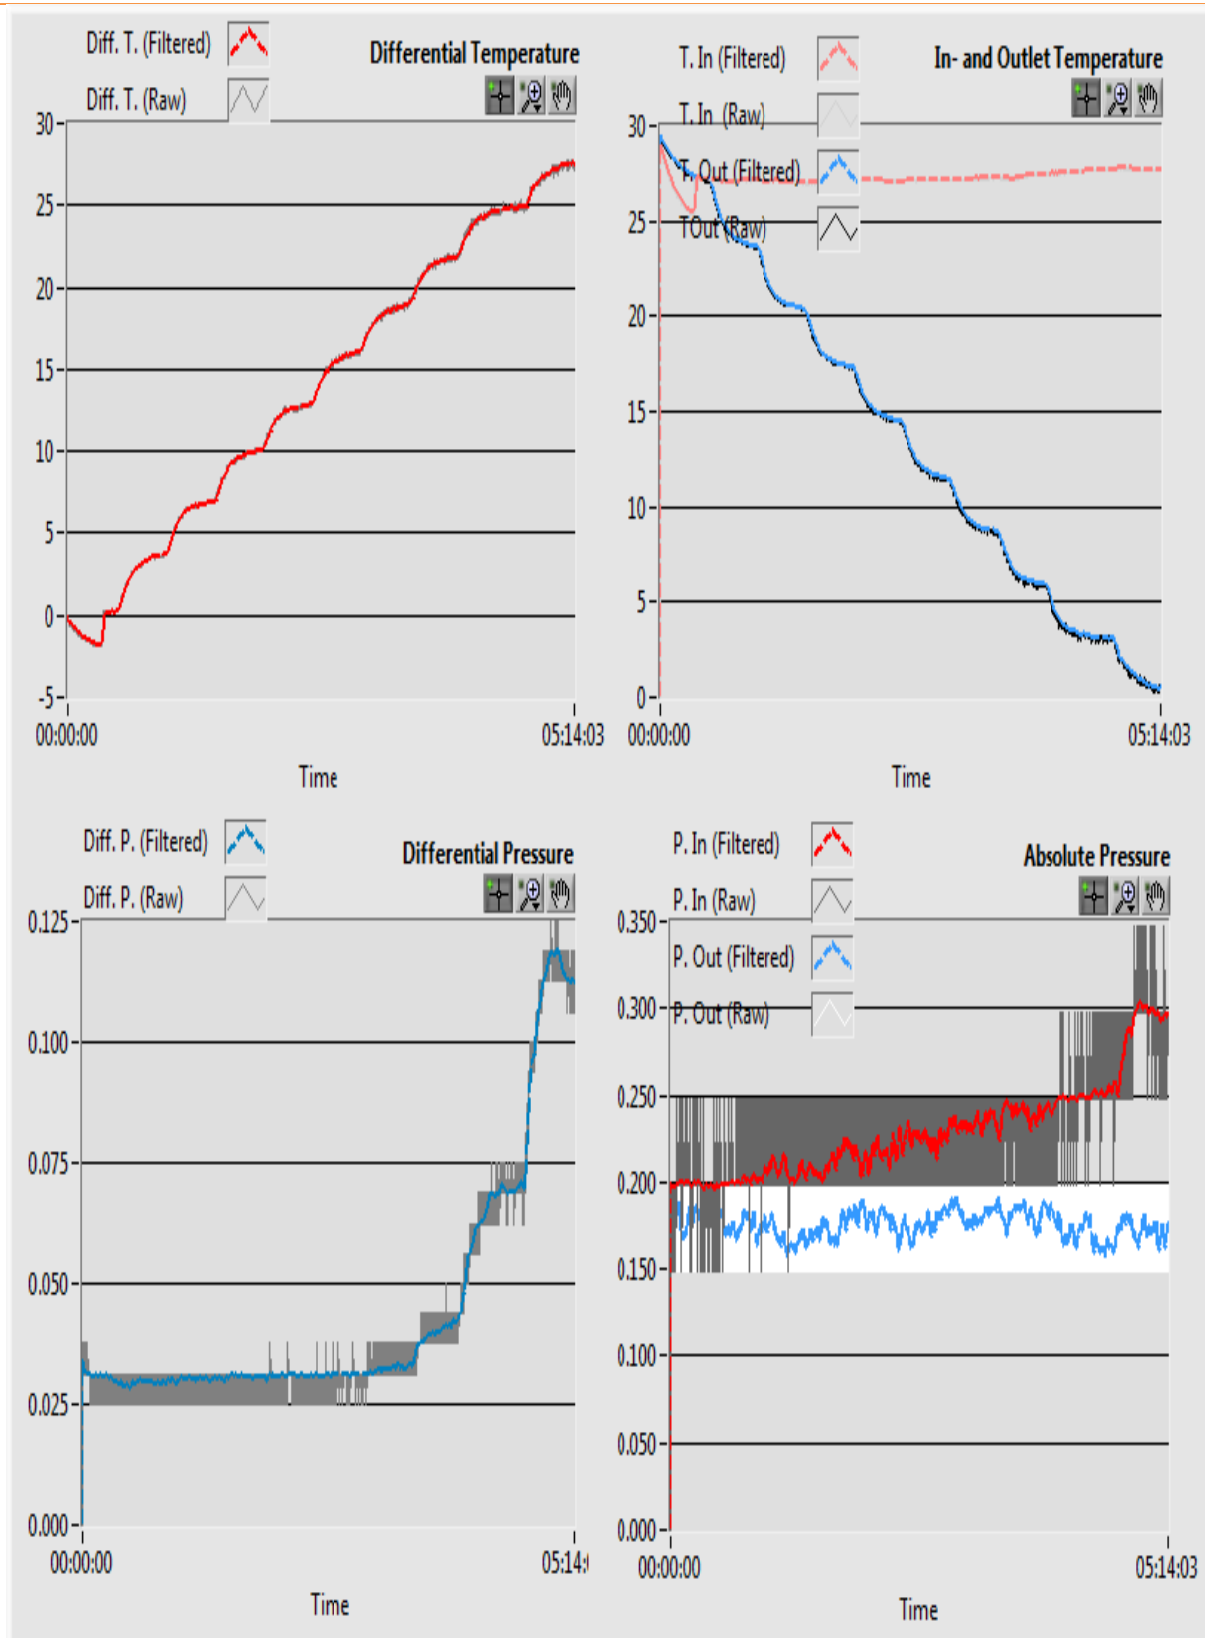 Diff. T. (Filtered)
Differential Temperature
Diff. T. (Raw)
30
25
20
15
10
5
0
-5
00:00:00
05:14:03
Time
T. In (Filtered)
In- and Outlet Temperature
T. In (Raw)
30
T. Out (Filtered)
25
TOut (Raw)
20
15
10
5
0
00:00:00
05:14:03
Time
Diff. P. (Filtered)
Differential Pressure
Diff. P. (Raw)
0.125
0.100
0.075
0.050
0.025
0.000
00:00:00
05:14:
Time
P. In (Filtered)
Absolute Pressure
P. In (Raw)
0.350
P. Out (Filtered)
0.300
P. Out (Raw)
0.250
0.200
0.150
0.100
0.050
0.000
00:00:00
05:14:03
Time